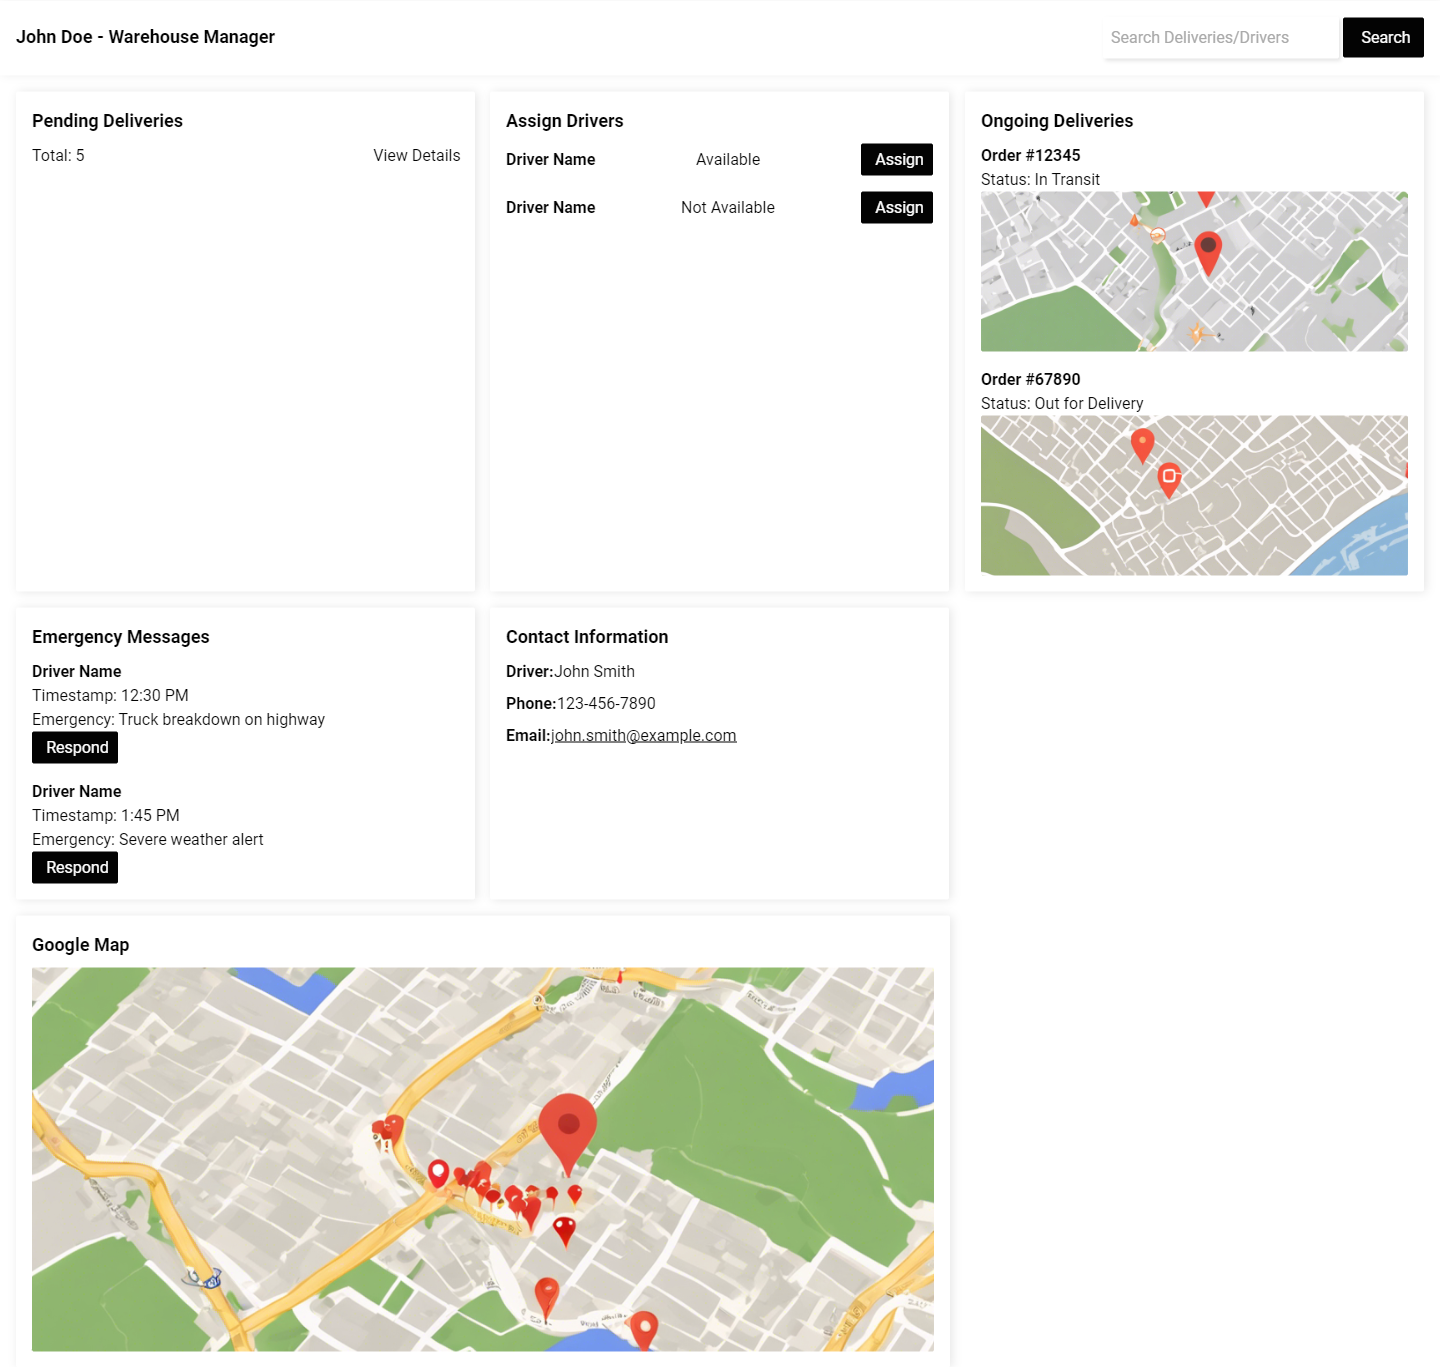 John Doe - Warehouse Manager
Search Deliveries/Drivers
Search
Pending Deliveries
Total: 5
View Details
Assign Drivers
Driver Name
Available
Assign
Driver Name
Not Available
Assign
Ongoing Deliveries
Order #12345
Status: In Transit
Order #67890
Status: Out for Delivery
Emergency Messages
Driver Name
Timestamp: 12:30 PM
Emergency: Truck breakdown on highway
Respond
Driver Name
Timestamp: 1:45 PM
Emergency: Severe weather alert
Respond
Contact Information
Driver:John Smith
Phone:123-456-7890
Email:john.smith@example.com
Google Map